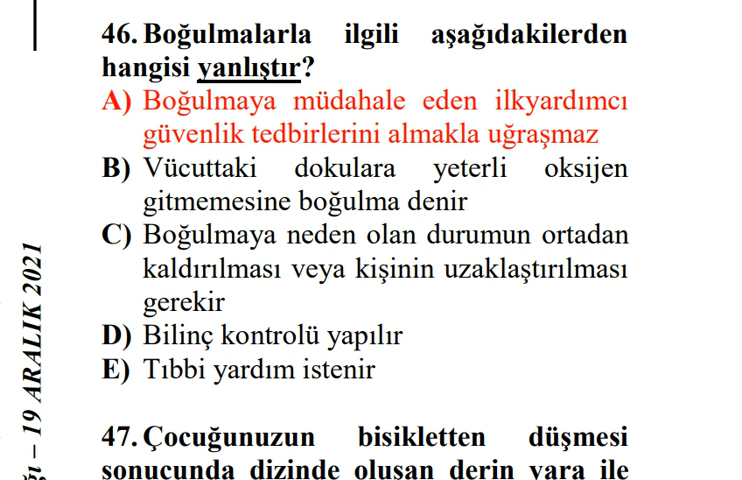 46. Boğulmalarla ilgili aşağıdakilerden
hangisi yanlıştır?
A) Boğulmaya müdahale eden ilkyardımcı
güvenlik tedbirlerini almakla uğraşmaz
B) Vücuttaki dokulara yeterli oksijen
gitmemesine boğulma denir
C) Boğulmaya neden olan durumun ortadan
kaldırılması veya kişinin uzaklaştırılması
gerekir
D) Bilinç kontrolü yapılır
E) Tıbbi yardım istenir
47. Çocuğunuzun bisikletten düşmesi
sonucunda dizinde oluşan derin yara ile
– 19 ARALIK 2021